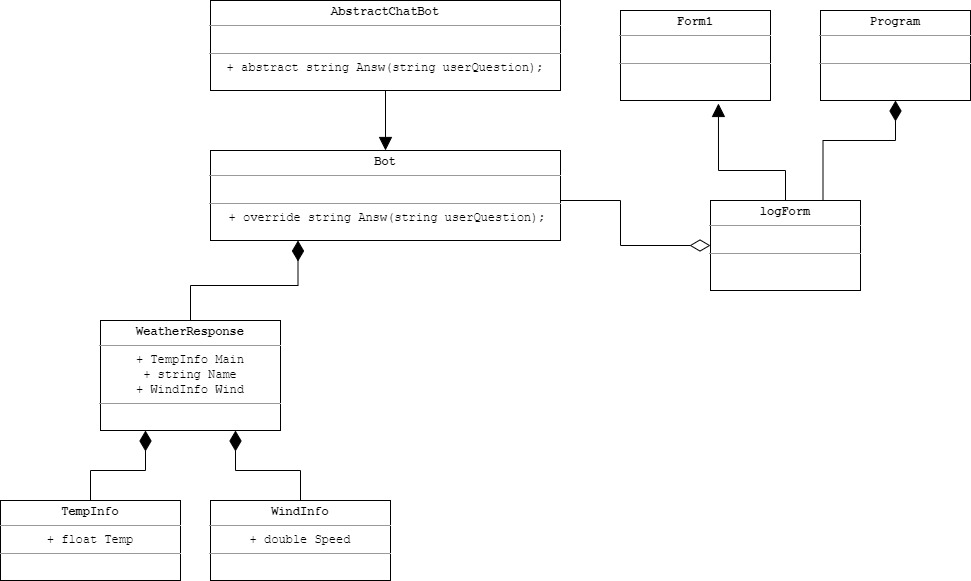 AbstractChatBot
+ abstract string Answ(string userQuestion);
Form1
Program
Bot
+ override string Answ(string userQuestion);
logForm
WeatherResponse
+ TempInfo Main
+ string Name
+ WindInfo Wind
TempInfo
+ float Temp
WindInfo
+ double Speed